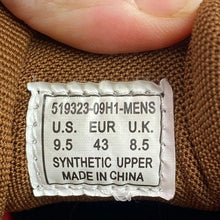 519323-09H1-MENS
U.S. EUR U.K.
9.5 43 8.5
SYNTHETIC UPPER
MADE IN CHINA